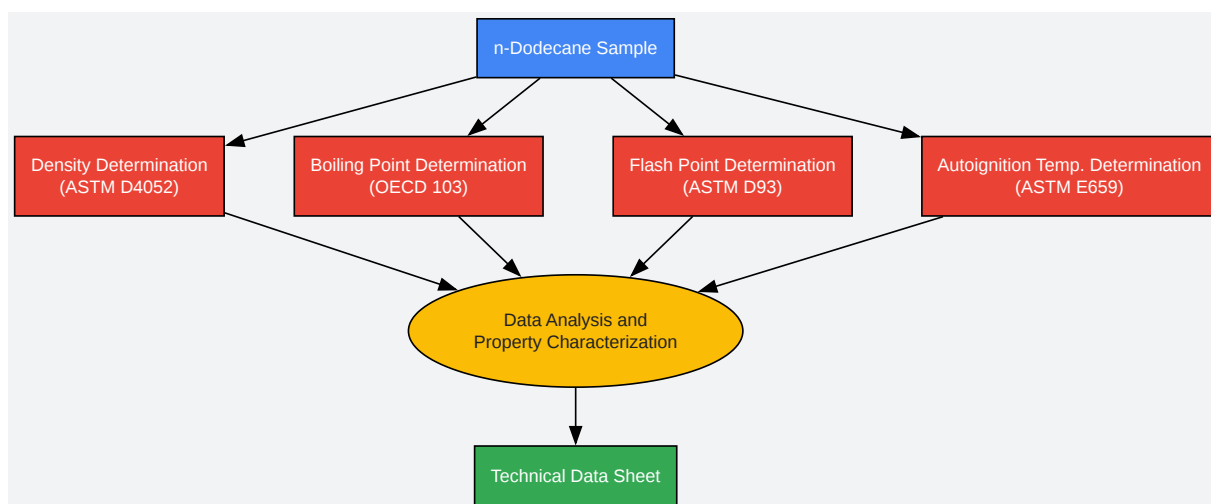 n-Dodecane Sample
Density Determination
(ASTM D4052)
Boiling Point Determination
(OECD 103)
Flash Point Determination
(ASTM D93)
Autoignition Temp. Determination
(ASTM E659)
Data Analysis and
Property Characterization
Technical Data Sheet